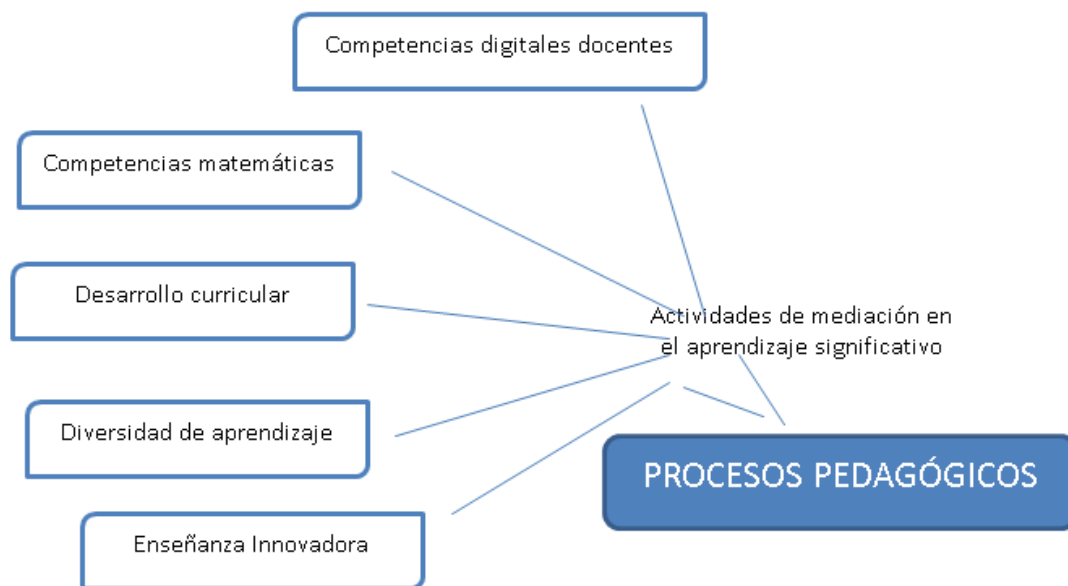 Competencias digitales docentes
Competencias matemáticas
Desarrollo curricular
Actividades de mediación en
el aprendizaje significativo
Diversidad de aprendizaje
PROCESOS PEDAGÓGICOS
Enseñanza Innovadora